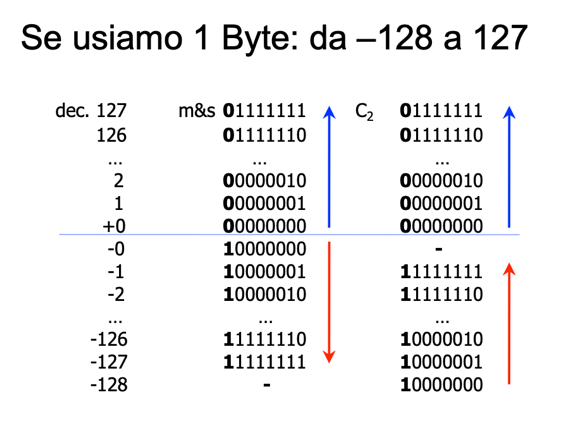 Se usiamo 1 Byte: da –128 a 127
dec. 127 m&s 01111111 C₂ 01111111
126 01111110 01111110
... ... ...
2 00000010 00000010
1 00000001 00000001
+0 00000000 00000000
-0 10000000 -
-1 10000001 11111111
-2 10000010 11111110
... ... ...
-126 11111110 10000010
-127 11111111 10000001
-128 - 10000000